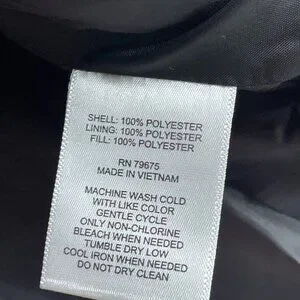 SHELL: 100% POLYESTER
LINING: 100% POLYESTER
FILL: 100% POLYESTER
RN 79675
MADE IN VIETNAM
MACHINE WASH COLD
WITH LIKE COLOR
GENTLE CYCLE
ONLY NON-CHLORINE
BLEACH WHEN NEEDED
TUMBLE DRY LOW
COOL IRON WHEN NEEDED
DO NOT DRY CLEAN